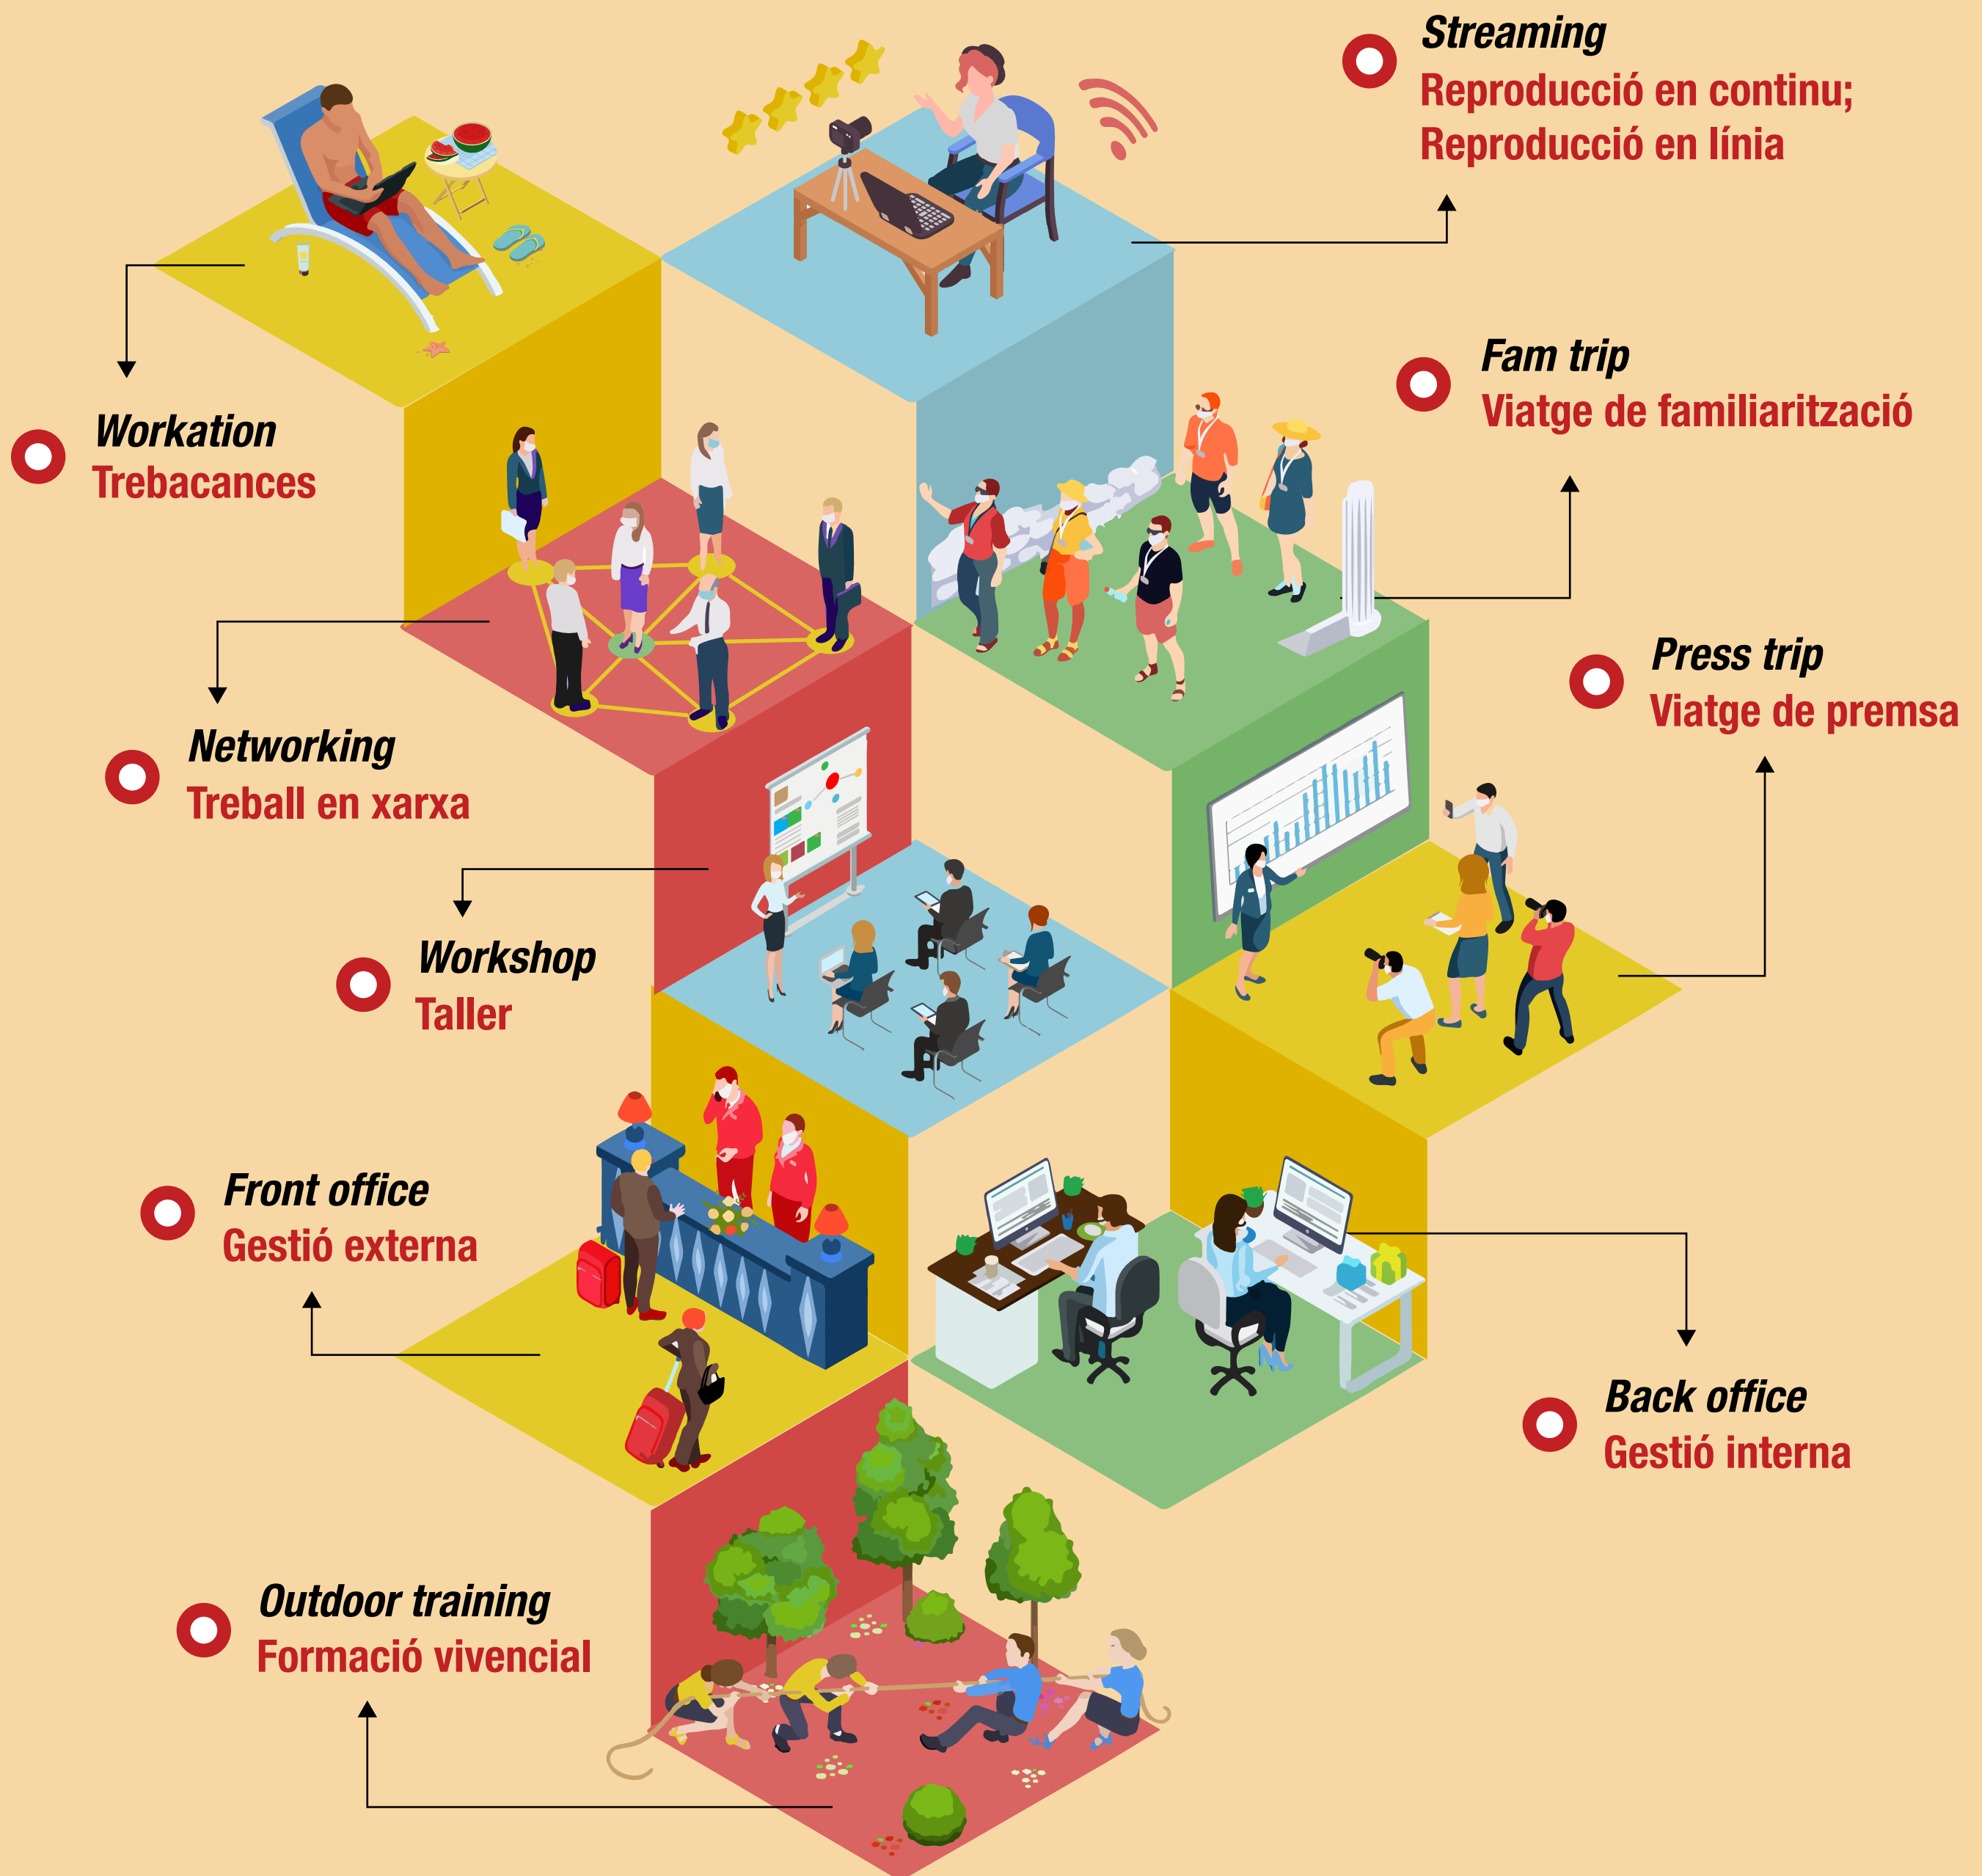 Streaming
Reproducció en continu;
Reproducció en línia
Fam trip
Viatge de familiarització
Workation
Trebacances
Press trip
Viatge de premsa
Networking
Treball en xarxa
Workshop
Taller
Front office
Gestió externa
Back office
Gestió interna
Outdoor training
Formació vivencial